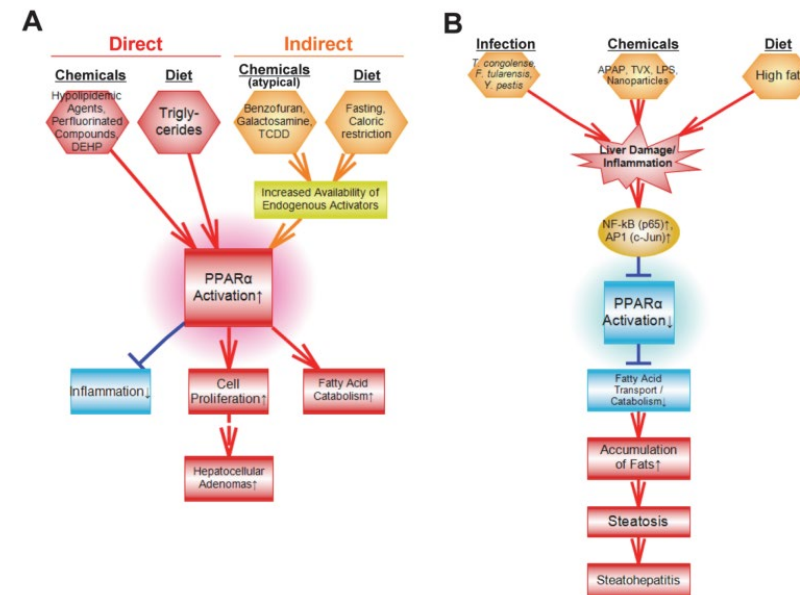 A
Direct
Indirect
Chemicals
Hypolipidemic
Agents,
Perfluorinated
Compounds,
DEHP
Diet
Trigly-
cerides
Chemicals
(atypical)
Benzofuran,
Galactosamine,
TCDD
Diet
Fasting,
Caloric
restriction
Increased Availability of
Endogenous Activators
PPARα
Activation↑
Inflammation↓
Cell
Proliferation↑
Fatty Acid
Catabolism↑
Hepatocellular
Adenomas↑
B
Infection
T. congolense,
F. tularensis,
Y. pestis
Chemicals
APAP, TVX, LPS,
Nanoparticles
Diet
High fat
Liver Damage/
Inflammation
NF-kB (p65)↑,
AP1 (c-Jun)↑
PPARα
Activation↓
Fatty Acid
Transport /
Catabolism↓
Accumulation
of Fats↑
Steatosis
Steatohepatitis